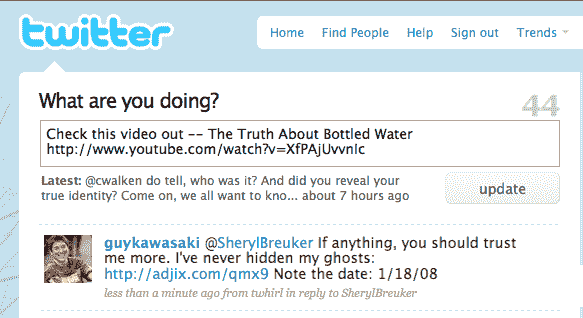 twitter
Home Find People Help Sign out Trends
What are you doing?
44
Check this video out -- The Truth About Bottled Water
http://www.youtube.com/watch?v=XfPAjUvvnIc
Latest: @cwalken do tell, who was it? And did you reveal your
true identity? Come on, we all want to kno... about 7 hours ago
update
guykawasaki @SherylBreuker If anything, you should trust
me more. I've never hidden my ghosts:
http://adjix.com/qmx9 Note the date: 1/18/08
less than a minute ago from twhirl in reply to SherylBreuker